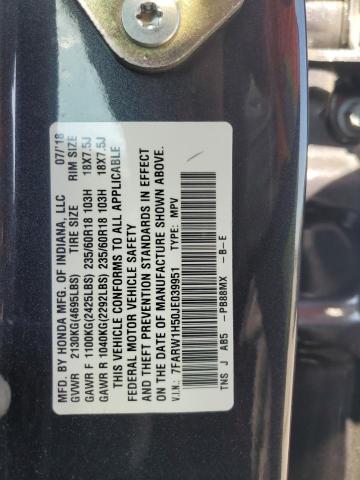 MFD. BY HONDA MFG. OF INDIANA, LLC 07/'18
GVWR 2130KG(4695LBS) TIRE SIZE RIM SIZE
GAWR F 1100KG(2425LBS) 235/60R18 103H 18X7.5J
GAWR R 1040KG(2292LBS) 235/60R18 103H 18X7.5J
THIS VEHICLE CONFORMS TO ALL APPLICABLE
FEDERAL MOTOR VEHICLE SAFETY
AND THEFT PREVENTION STANDARDS IN EFFECT
ON THE DATE OF MANUFACTURE SHOWN ABOVE.
V.I.N.: 7FARW1H50JE039951 TYPE: MPV
TNS J AB5 -PB88MX -B-E